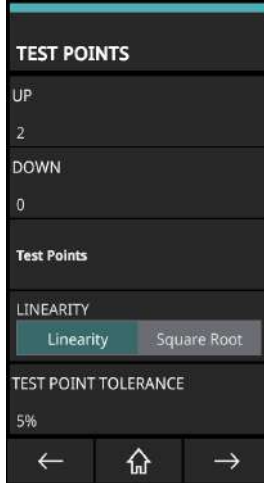 TEST POINTS
UP
2
DOWN
0
Test Points
LINEARITY
Linearity Square Root
TEST POINT TOLERANCE
5%